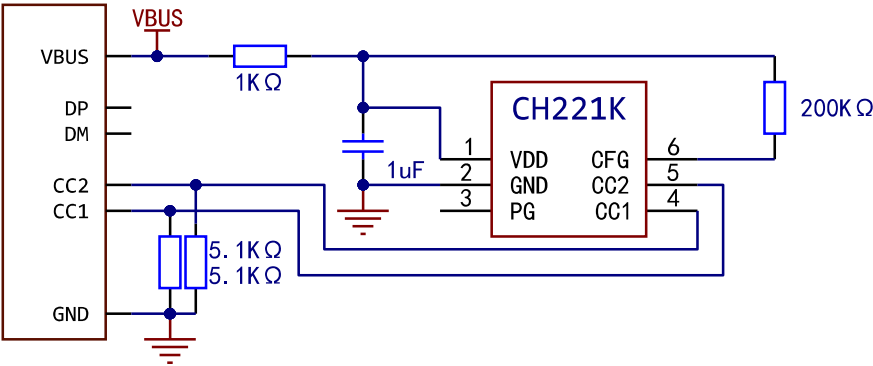 VBUS
VBUS
1KΩ
DP
DM
CH221K
200KΩ
1uF
1
2
3
VDD
GND
PG
CFG
CC2
CC1
6
5
4
CC2
CC1
5.1KΩ
5.1KΩ
GND